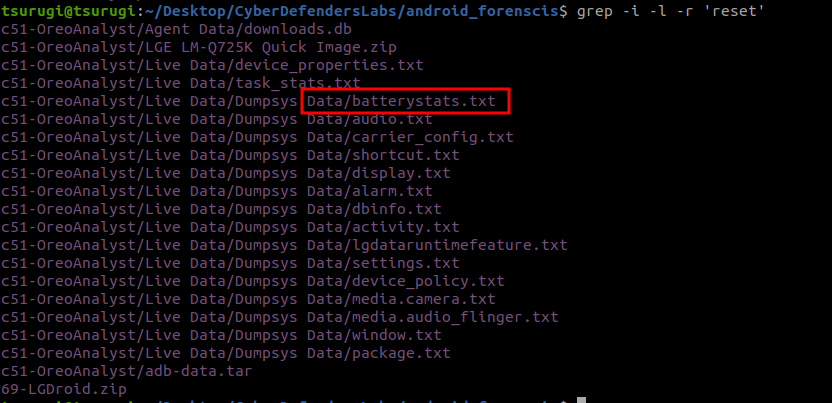 tsurugi@tsurugi:~/Desktop/CyberDefendersLabs/android_forenscis$ grep -i -l -r 'reset'
c51-OreoAnalyst/Agent Data/downloads.db
c51-OreoAnalyst/LGE LM-Q725K Quick Image.zip
c51-OreoAnalyst/Live Data/device_properties.txt
c51-OreoAnalyst/Live Data/task_stats.txt
c51-OreoAnalyst/Live Data/Dumpsys Data/batterystats.txt
c51-OreoAnalyst/Live Data/Dumpsys Data/audio.txt
c51-OreoAnalyst/Live Data/Dumpsys Data/carrier_config.txt
c51-OreoAnalyst/Live Data/Dumpsys Data/shortcut.txt
c51-OreoAnalyst/Live Data/Dumpsys Data/display.txt
c51-OreoAnalyst/Live Data/Dumpsys Data/alarm.txt
c51-OreoAnalyst/Live Data/Dumpsys Data/dbinfo.txt
c51-OreoAnalyst/Live Data/Dumpsys Data/activity.txt
c51-OreoAnalyst/Live Data/Dumpsys Data/lgdataruntimefeature.txt
c51-OreoAnalyst/Live Data/Dumpsys Data/settings.txt
c51-OreoAnalyst/Live Data/Dumpsys Data/device_policy.txt
c51-OreoAnalyst/Live Data/Dumpsys Data/media.camera.txt
c51-OreoAnalyst/Live Data/Dumpsys Data/media.audio_flinger.txt
c51-OreoAnalyst/Live Data/Dumpsys Data/window.txt
c51-OreoAnalyst/Live Data/Dumpsys Data/package.txt
c51-OreoAnalyst/adb-data.tar
69-LGDroid.zip
tsurugi@tsurugi:~/Desktop/CyberDefendersLabs/android_forenscis$